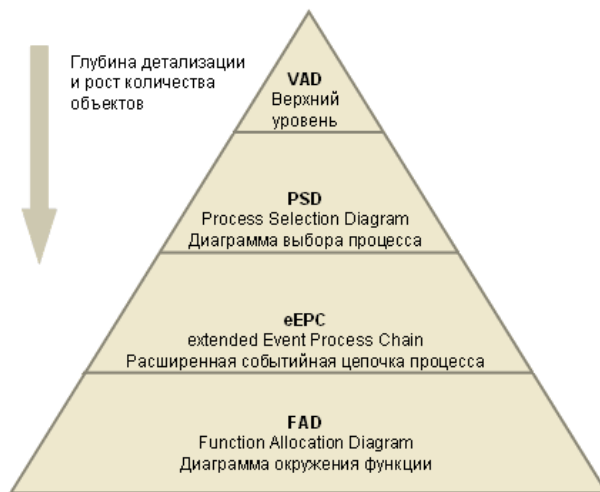 Глубина детализации
и рост количества
объектов
VAD
Верхний
уровень
PSD
Process Selection Diagram
Диаграмма выбора процесса
eEPC
extended Event Process Chain
Расширенная событийная цепочка процесса
FAD
Function Allocation Diagram
Диаграмма окружения функции